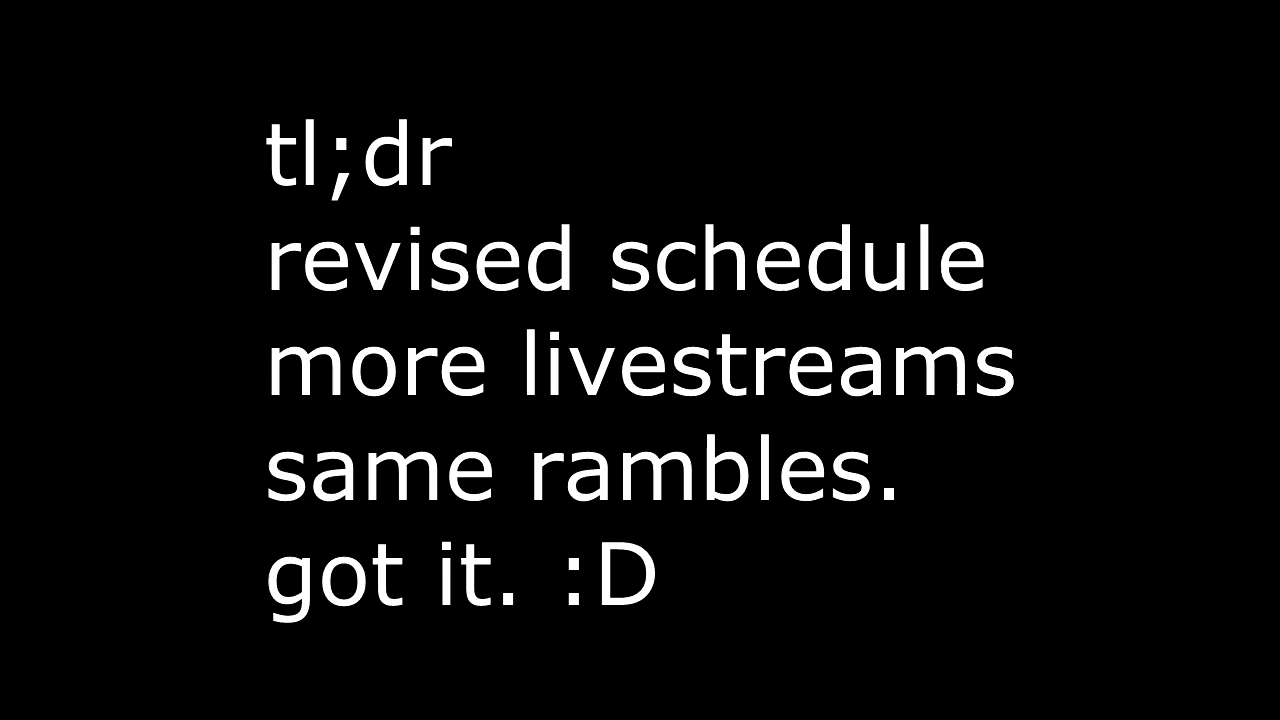 tl;dr
revised schedule
more livestreams
same rambles.
got it. :D